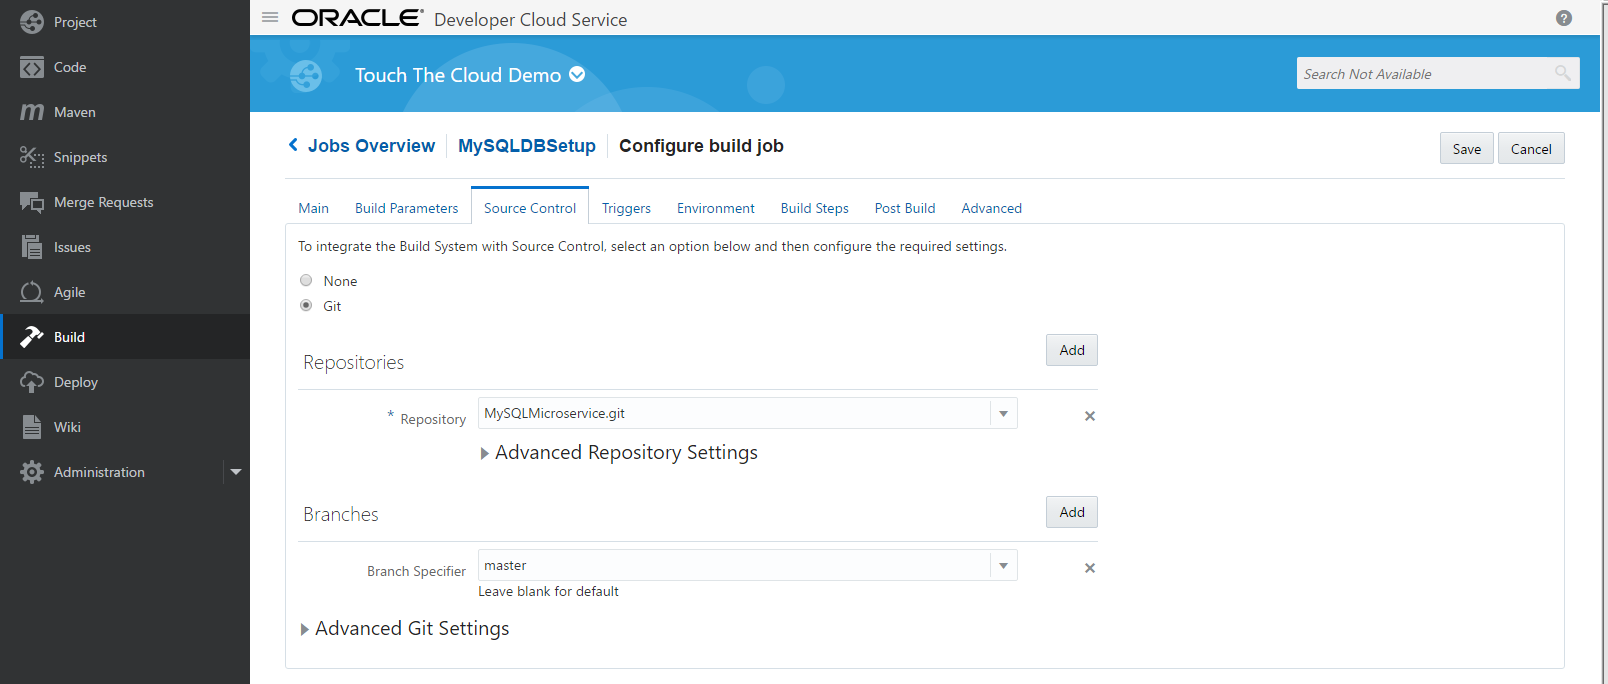 Project
Code
Maven
Snippets
Merge Requests
Issues
Agile
Build
Deploy
Wiki
Administration
ORACLE® Developer Cloud Service
Touch The Cloud Demo
Search Not Available
Jobs Overview MySQLDBSetup Configure build job
Save Cancel
Main Build Parameters Source Control Triggers Environment Build Steps Post Build Advanced
To integrate the Build System with Source Control, select an option below and then configure the required settings.
None
Git
Repositories Add
* Repository MySQLMicroservice.git
Advanced Repository Settings
Branches Add
Branch Specifier master
Leave blank for default
Advanced Git Settings